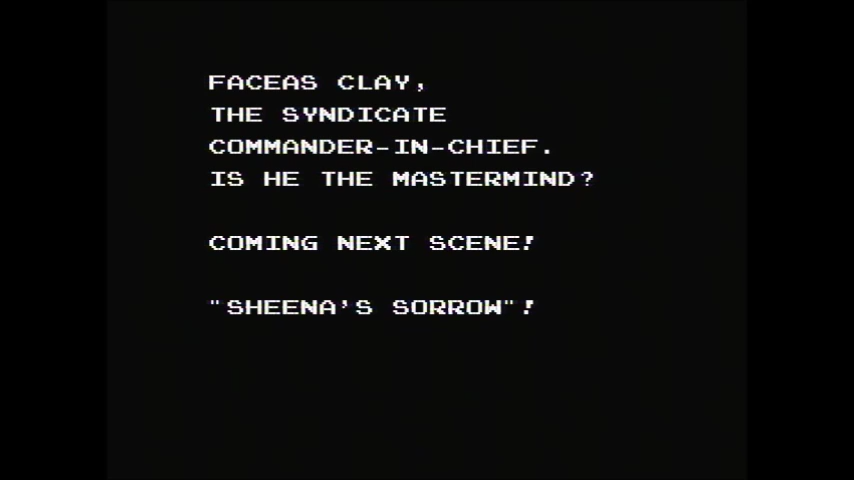 FACEAS CLAY,
THE SYNDICATE
COMMANDER-IN-CHIEF.
IS HE THE MASTERMIND?
COMING NEXT SCENE!
"SHEENA'S SORROW"!